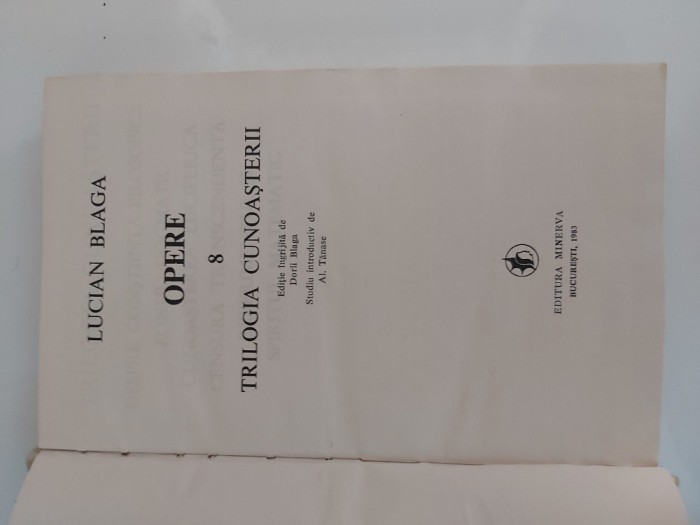 LUCIAN BLAGA
OPERE
8
TRILOGIA CUNOAȘTERII
Ediție îngrijită de
Dorli Blaga
Studiu introductiv de
Al. Tănase
EDITURA MINERVA
BUCUREȘTI, 1983